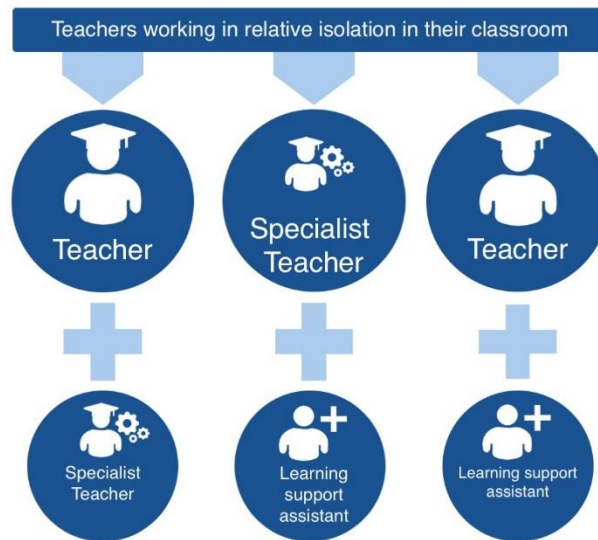 Teachers working in relative isolation in their classroom
Teacher
Specialist
Teacher
Teacher
Specialist
Teacher
Learning
support
assistant
Learning support
assistant